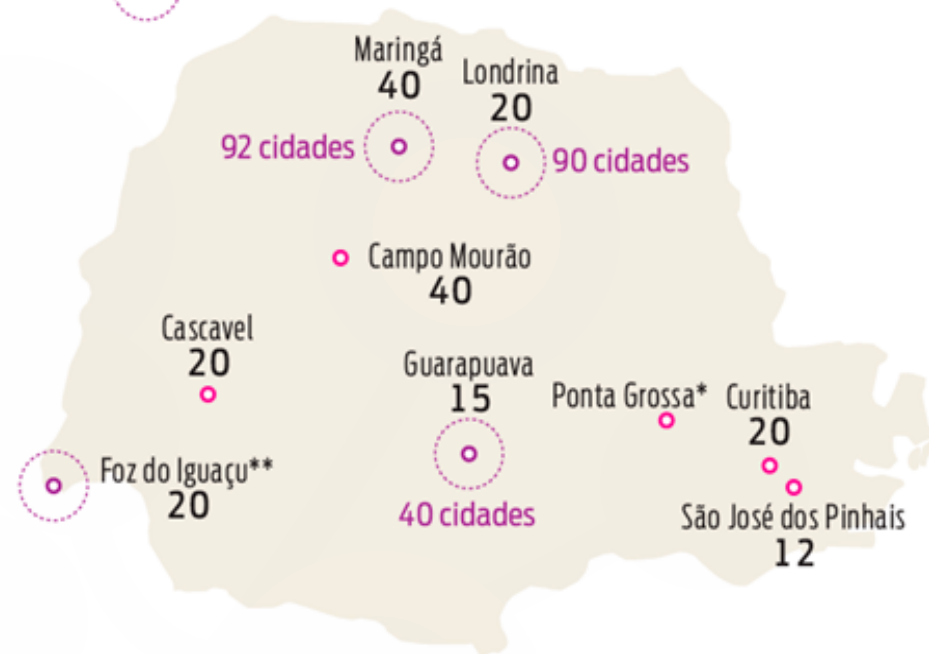 Maringá
40
Londrina
20
92 cidades
90 cidades
Campo Mourão
40
Cascavel
20
Guarapuava
15
Ponta Grossa*
Curitiba
20
Foz do Iguaçu**
20
40 cidades
São José dos Pinhais
12